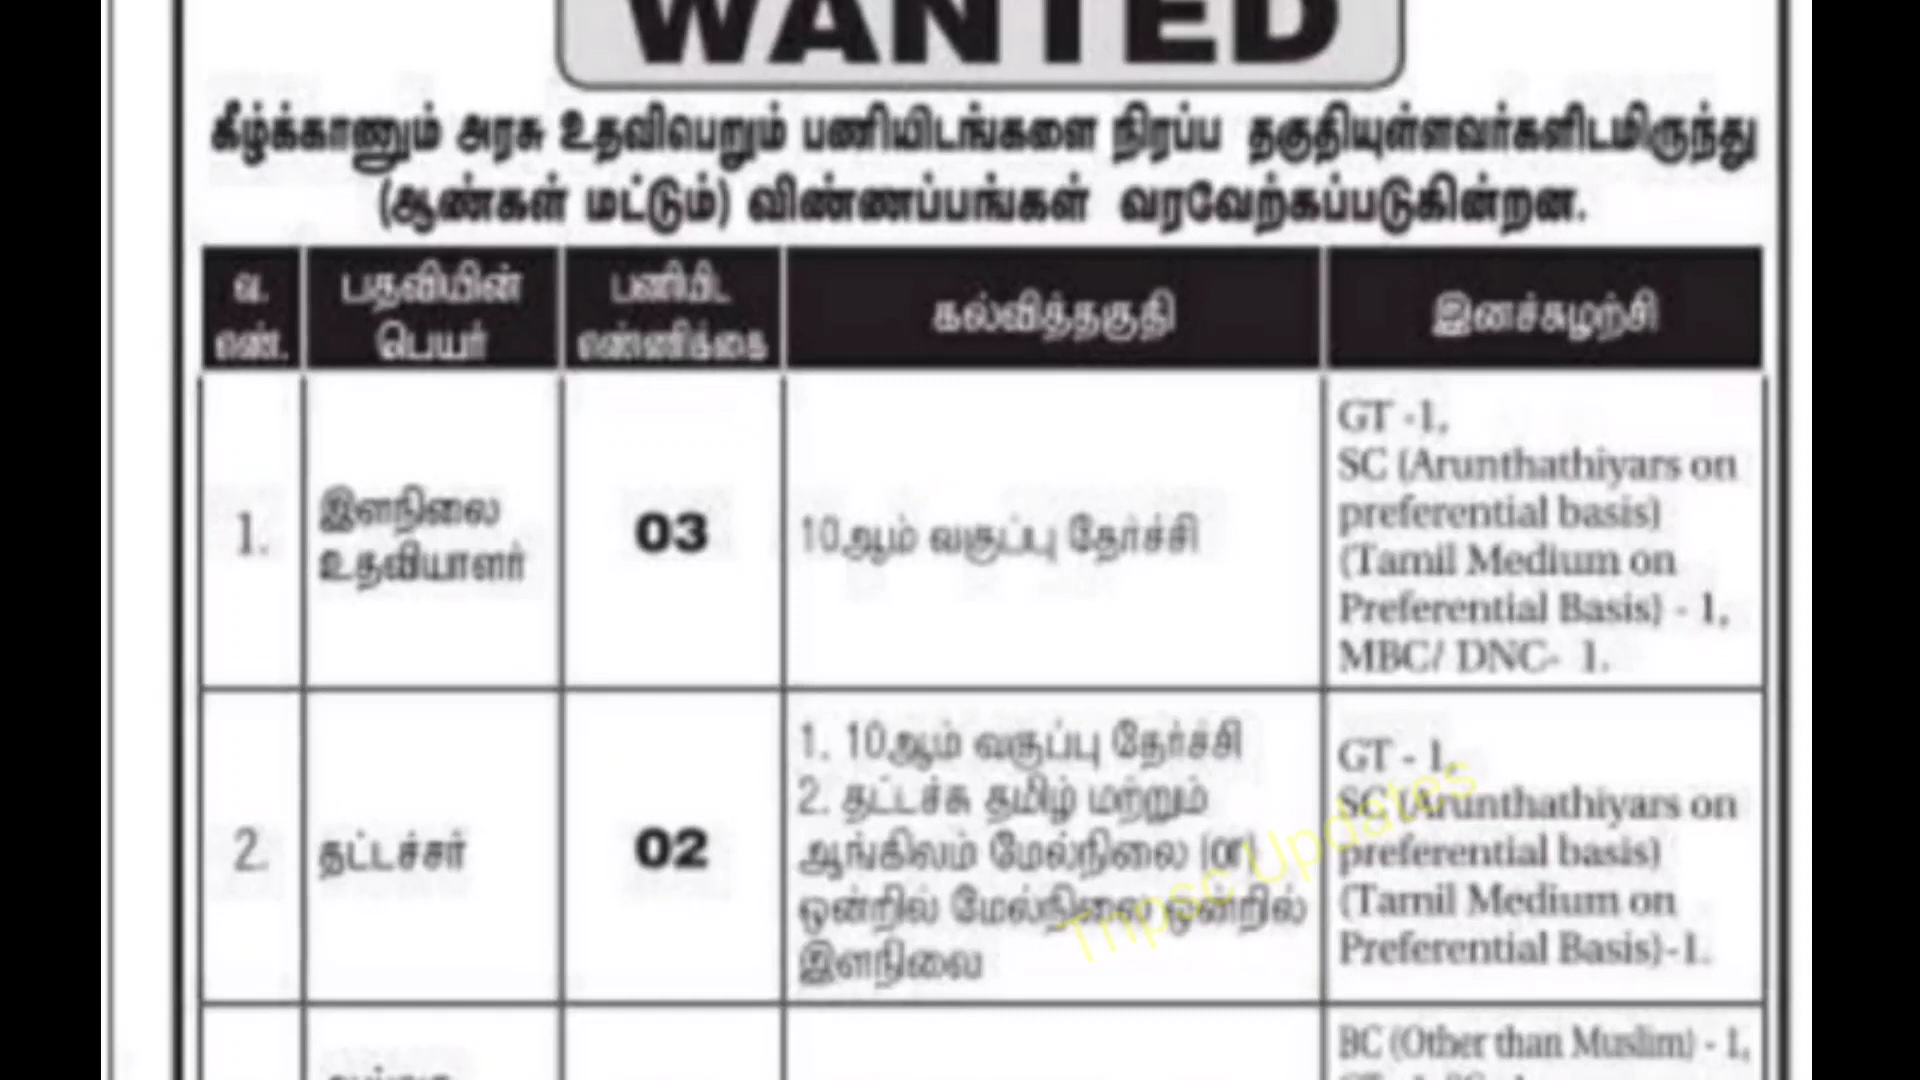 WANTED
கீழ்க்காணும் அரசு உதவிபெறும் பணியிடங்களை நிரப்ப தகுதியுள்ளவர்களிடமிருந்து
(ஆண்கள் மட்டும்) விண்ணப்பங்கள் வரவேற்கப்படுகின்றன.
வ.
எண்.
பதவியின்
பெயர்
பணியிட
எண்ணிக்கை
கல்வித்தகுதி
இனச்சுழற்சி
1.
இளநிலை
உதவியாளர்
03
10ஆம் வகுப்பு தேர்ச்சி
GT -1,
SC (Arunthathiyars on
preferential basis)
(Tamil Medium on
Preferential Basis) - 1,
MBC/ DNC- 1.
2.
தட்டச்சர்
02
1. 10ஆம் வகுப்பு தேர்ச்சி
2. தட்டச்சு தமிழ் மற்றும்
ஆங்கிலம் மேல்நிலை (or)
ஒன்றில் மேல்நிலை ஒன்றில்
இளநிலை
GT - 1,
SC (Arunthathiyars on
preferential basis)
(Tamil Medium on
Preferential Basis)-1.
Tnpsc Updates
BC (Other than Muslim) - 1,